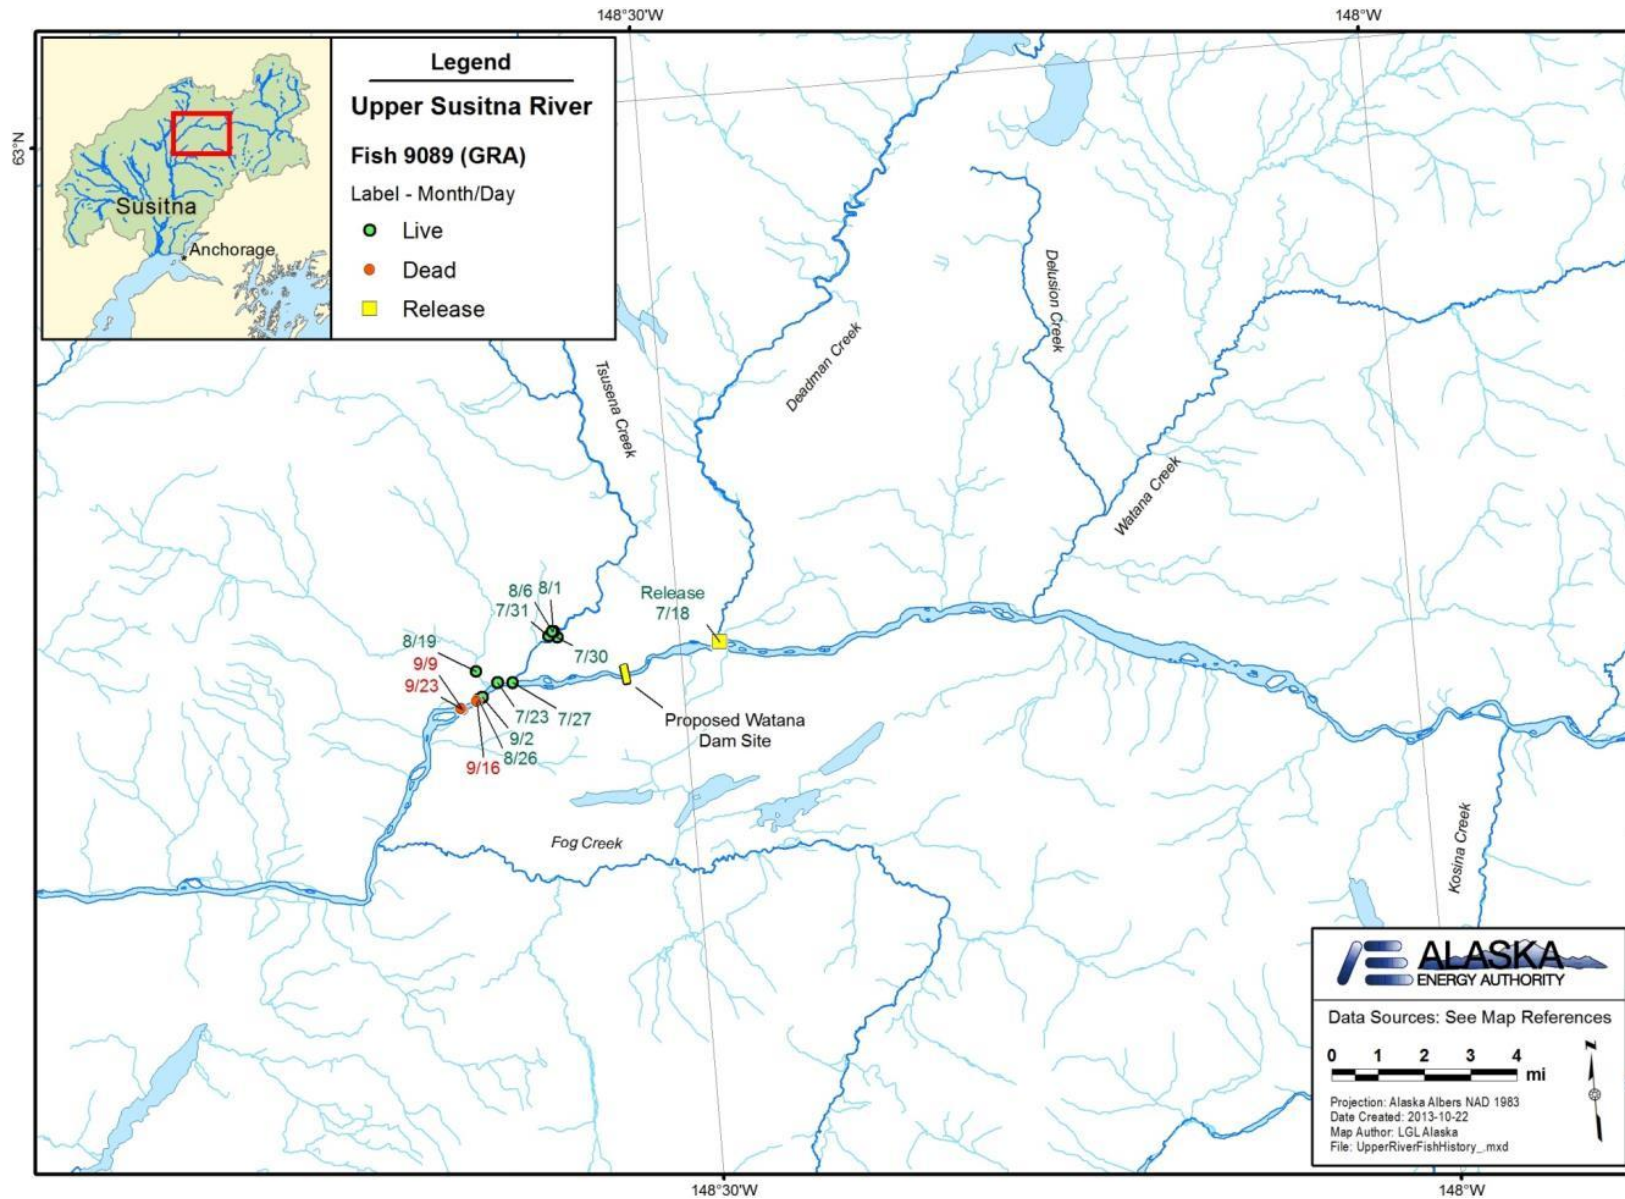 148°30'W
148°W
63°N
Legend
Upper Susitna River
Fish 9089 (GRA)
Label - Month/Day
Live
Dead
Release
Susitna
Anchorage
Tsusena Creek
Deadman Creek
Delusion Creek
Watana Creek
8/6
8/1
7/31
Release
7/18
8/19
7/30
9/9
9/23
7/23
7/27
9/2
8/26
9/16
Proposed Watana
Dam Site
Fog Creek
Kosina Creek
ALASKA
ENERGY AUTHORITY
Data Sources: See Map References
0 1 2 3 4
mi
N
Projection: Alaska Albers NAD 1983
Date Created: 2013-10-22
Map Author: LGL Alaska
File: UpperRiverFishHistory_.mxd
148°30'W
148°W